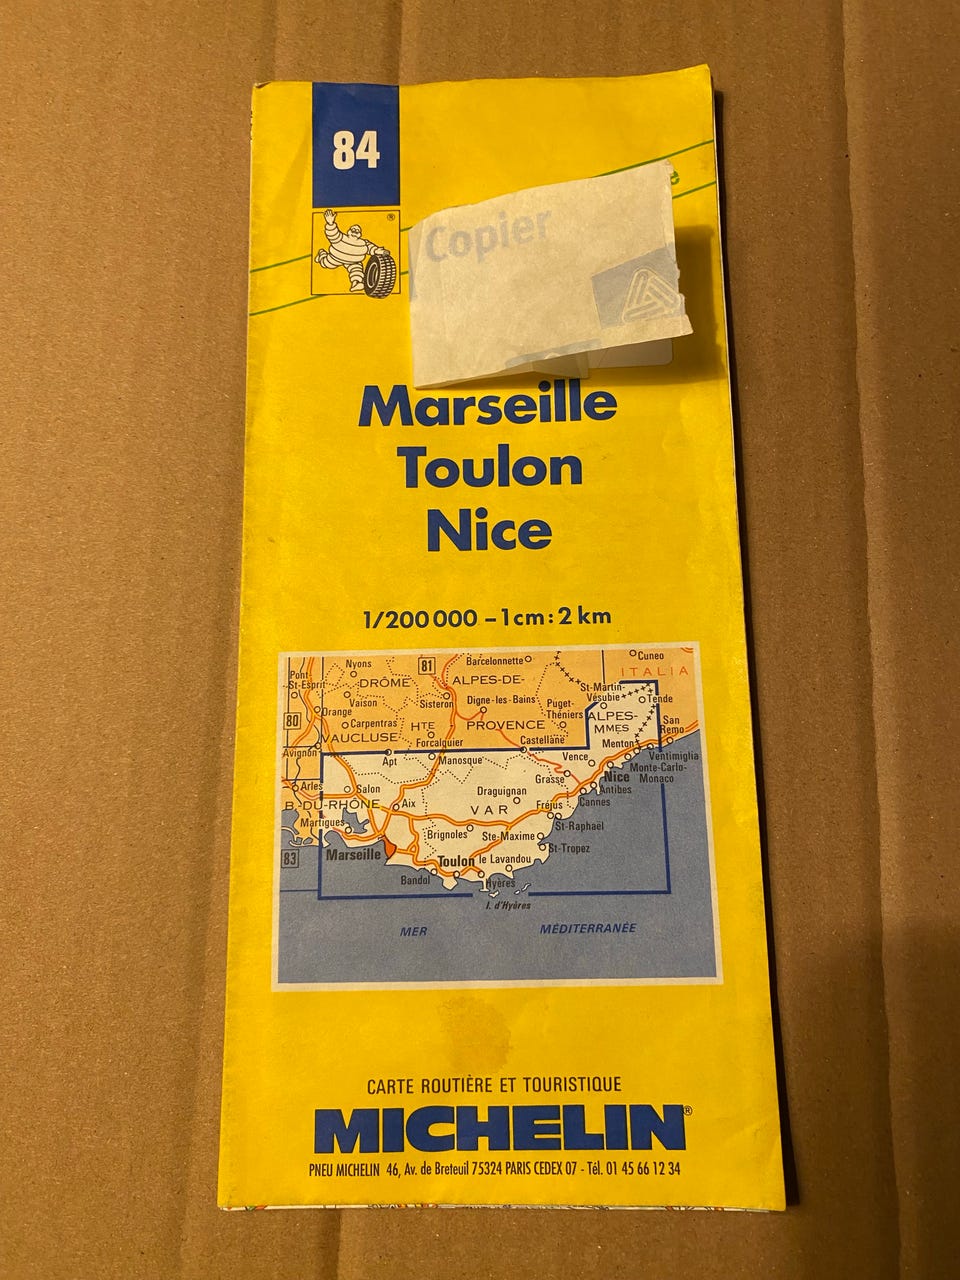 84
®
Copier
Marseille
Toulon
Nice
1/200 000 – 1 cm : 2 km
Cuneo
Nyons
81
Barcelonnette
ITALIA
Pont-
St-Esprit
DRÔME
ALPES-DE-
St-Martin-
Vésubie
Tende
Vaison
Sisteron
Digne-les-Bains
Puget-
Théniers
Orange
80
Carpentras
HTE
PROVENCE
ALPES-
MMES
San
Remo
VAUCLUSE
Forcalquier
Castellane
Menton
Avignon
Apt
Manosque
Vence
Ventimiglia
Monte-Carlo-
Monaco
Grasse
Nice
Arles
Salon
Draguignan
Antibes
B.-DU-RHÔNE
Aix
VAR
Fréjus
Cannes
Martigues
Brignoles
Ste-Maxime
St-Raphaël
83
Marseille
Toulon
le Lavandou
St-Tropez
Bandol
Hyères
I. d'Hyères
MER
MÉDITERRANÉE
CARTE ROUTIÈRE ET TOURISTIQUE
MICHELIN®
PNEU MICHELIN 46, Av. de Breteuil 75324 PARIS CEDEX 07 - Tél. 01 45 66 12 34